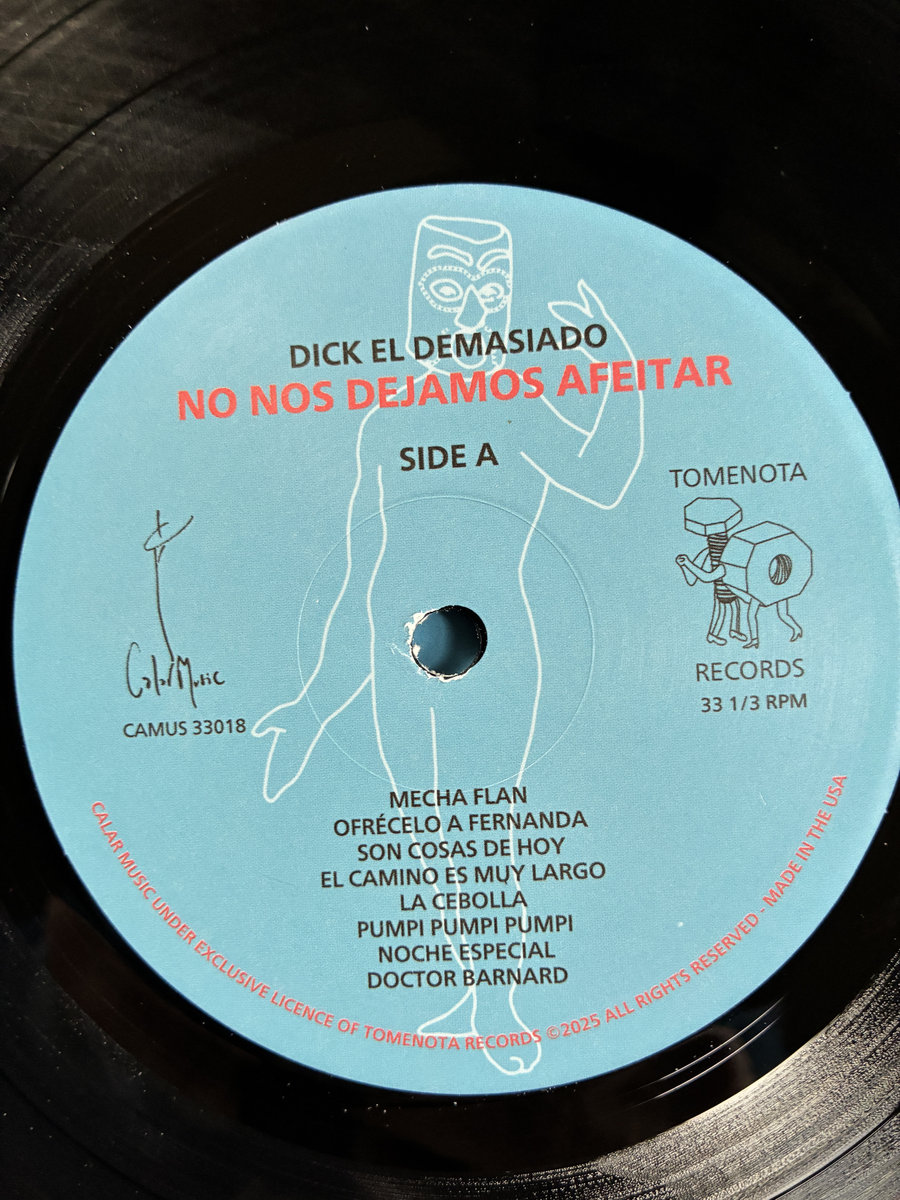 DICK EL DEMASIADO
NO NOS DEJAMOS AFEITAR
SIDE A
TOMENOTA
RECORDS
33 1/3 RPM
Calar Music
CAMUS 33018
MECHA FLAN
OFRÉCELO A FERNANDA
SON COSAS DE HOY
EL CAMINO ES MUY LARGO
LA CEBOLLA
PUMPI PUMPI PUMPI
NOCHE ESPECIAL
DOCTOR BARNARD
CALAR MUSIC UNDER EXCLUSIVE LICENCE OF TOMENOTA RECORDS ©2025 ALL RIGHTS RESERVED - MADE IN THE USA